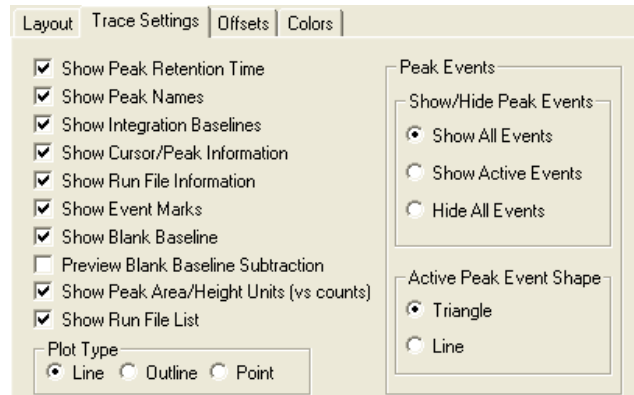 Layout Trace Settings Offsets Colors
Show Peak Retention Time
Show Peak Names
Show Integration Baselines
Show Cursor/Peak Information
Show Run File Information
Show Event Marks
Show Blank Baseline
Preview Blank Baseline Subtraction
Show Peak Area/Height Units (vs counts)
Show Run File List
Plot Type
Line Outline Point
Peak Events
Show/Hide Peak Events
Show All Events
Show Active Events
Hide All Events
Active Peak Event Shape
Triangle
Line